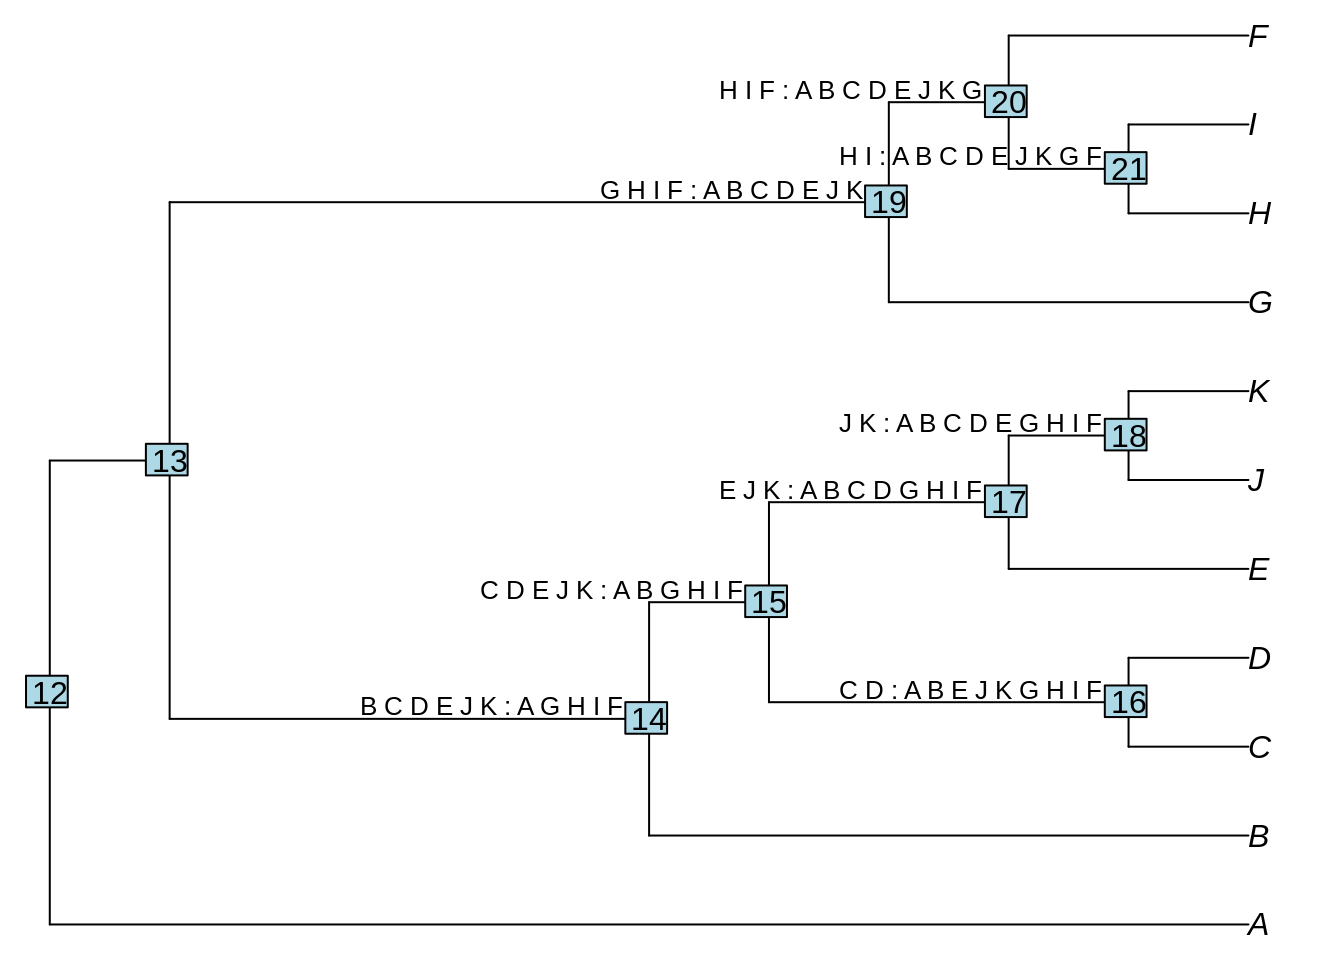 F
H I F : A B C D E J K G
20
I
H I : A B C D E J K G F
21
G H I F : A B C D E J K
19
H
G
K
J K : A B C D E G H I F
18
13
J
E J K : A B C D G H I F
17
E
C D E J K : A B G H I F
15
D
C D : A B E J K G H I F
16
12
B C D E J K : A G H I F
14
C
B
A